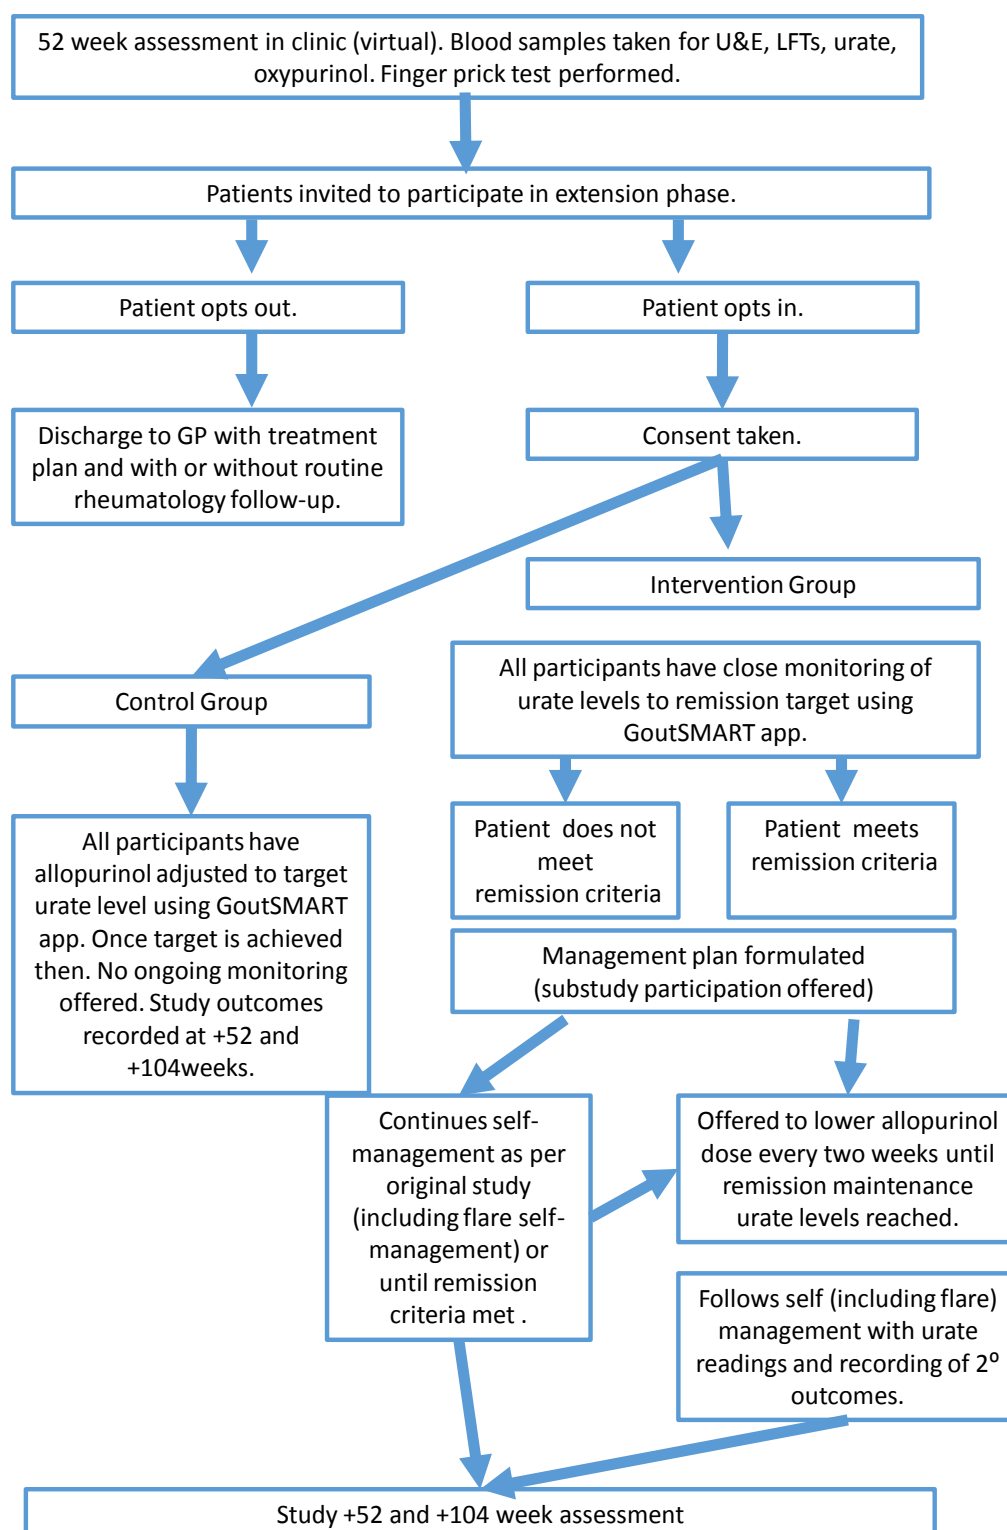 52 week assessment in clinic (virtual). Blood samples taken for U&E, LFTs, urate,
oxypurinol. Finger prick test performed.
Patients invited to participate in extension phase.
Patient opts out.
Patient opts in.
Discharge to GP with treatment
plan and with or without routine
rheumatology follow-up.
Consent taken.
Intervention Group
Control Group
All participants have close monitoring of
urate levels to remission target using
GoutSMART app.
All participants have
allopurinol adjusted to target
urate level using GoutSMART
app. Once target is achieved
then. No ongoing monitoring
offered. Study outcomes
recorded at +52 and
+104weeks.
Patient does not
meet
remission criteria
Patient meets
remission criteria
Management plan formulated
(substudy participation offered)
Continues self-
management as per
original study
(including flare self-
management) or
until remission
criteria met .
Offered to lower allopurinol
dose every two weeks until
remission maintenance
urate levels reached.
Follows self (including flare)
management with urate
readings and recording of 2º
outcomes.
Study +52 and +104 week assessment